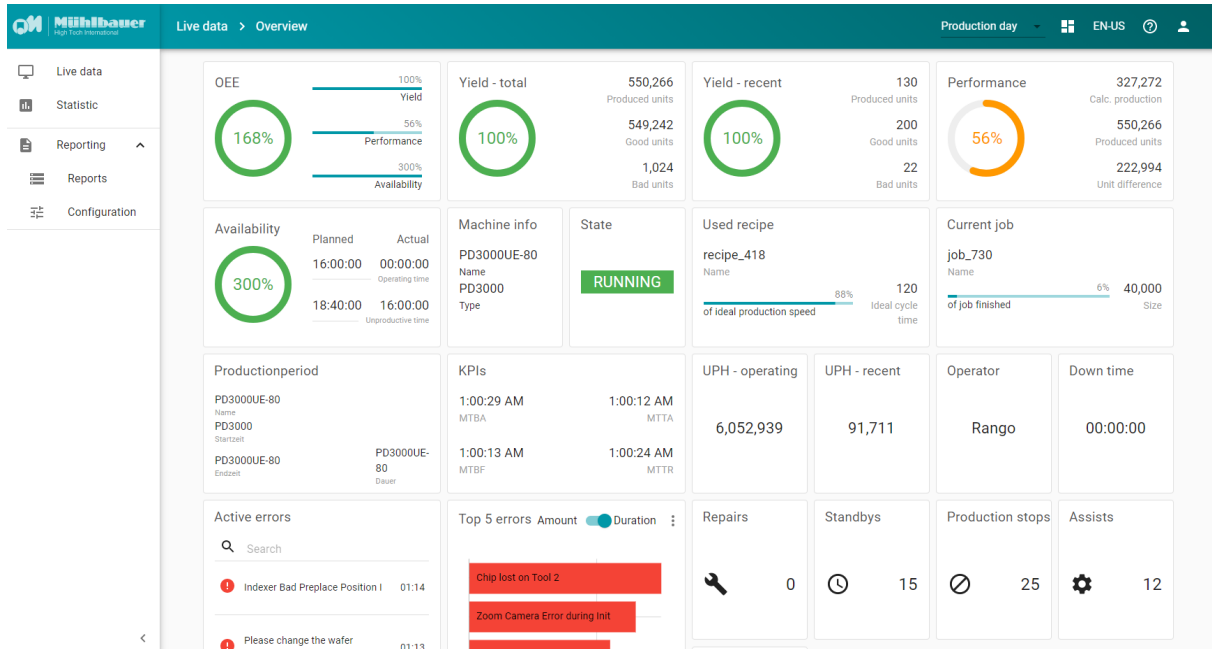 Mühlbauer
High Tech International
Live data > Overview
Production day
EN-US
Live data
Statistic
Reporting
Reports
Configuration
OEE
168%
100%
Yield
56%
Performance
300%
Availability
Yield - total
100%
550,266
Produced units
549,242
Good units
1,024
Bad units
Yield - recent
100%
130
Produced units
200
Good units
22
Bad units
Performance
56%
327,272
Calc. production
550,266
Produced units
222,994
Unit difference
Availability
300%
Planned Actual
16:00:00 00:00:00
Operating time
18:40:00 16:00:00
Unproductive time
Machine info
PD3000UE-80
Name
PD3000
Type
State
RUNNING
Used recipe
recipe_418
Name
88%
of ideal production speed
120
Ideal cycle
time
Current job
job_730
Name
6%
of job finished
40,000
Size
Productionperiod
PD3000UE-80
Name
PD3000
Startzeit
PD3000UE-80
Endzeit
PD3000UE-
80
Dauer
KPIs
1:00:29 AM
MTBA
1:00:12 AM
MTTA
1:00:13 AM
MTBF
1:00:24 AM
MTTR
UPH - operating
6,052,939
UPH - recent
91,711
Operator
Rango
Down time
00:00:00
Active errors
Search
Indexer Bad Preplace Position I 01:14
Please change the wafer
01:13
Top 5 errors Amount Duration
Chip lost on Tool 2
Zoom Camera Error during Init
Repairs
0
Standbys
15
Production stops
25
Assists
12